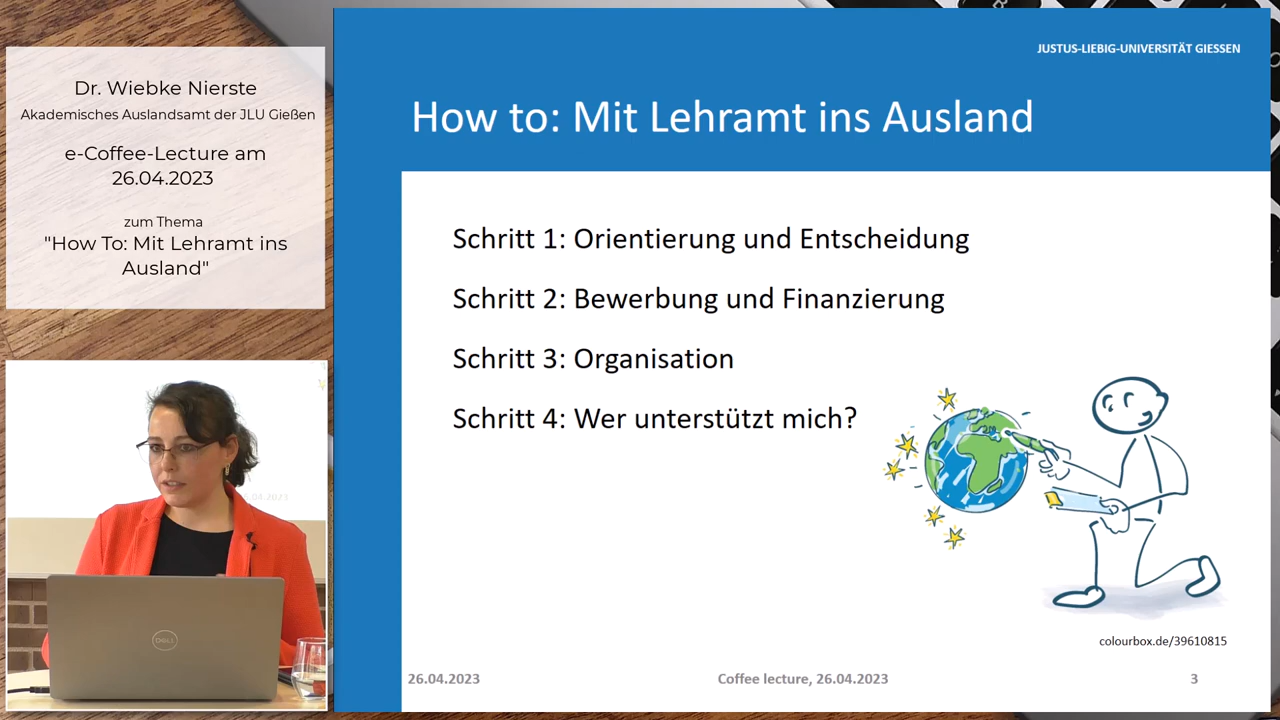 Dr. Wiebke Nierste
Akademisches Auslandsamt der JLU Gießen
e-Coffee-Lecture am
26.04.2023
zum Thema
"How To: Mit Lehramt ins
Ausland"
JUSTUS-LIEBIG-UNIVERSITÄT GIESSEN
How to: Mit Lehramt ins Ausland
Schritt 1: Orientierung und Entscheidung
Schritt 2: Bewerbung und Finanzierung
Schritt 3: Organisation
Schritt 4: Wer unterstützt mich?
colourbox.de/39610815
26.04.2023
Coffee lecture, 26.04.2023
3
DELL